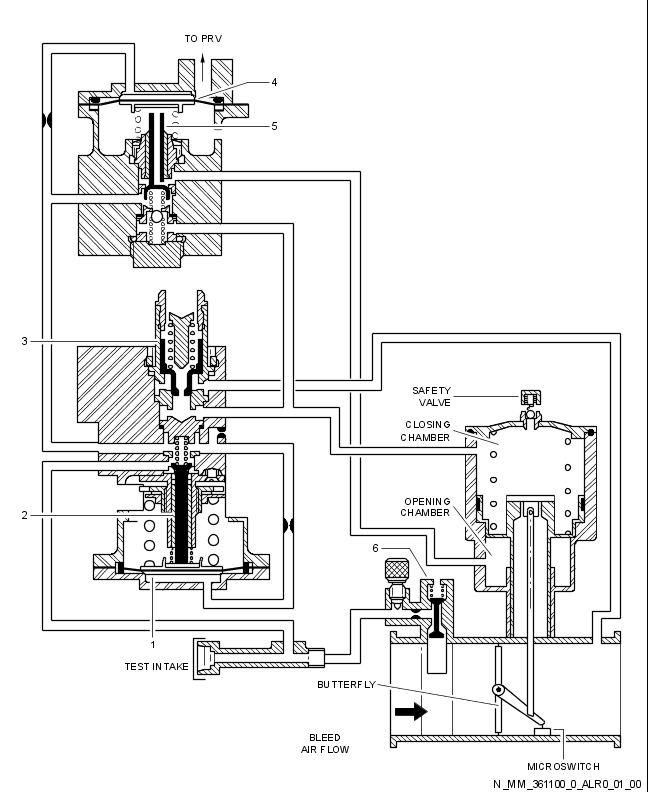 TO PRV
4
5
3
SAFETY
VALVE
CLOSING
CHAMBER
OPENING
CHAMBER
2
6
1
TEST INTAKE
BUTTERFLY
BLEED
AIR FLOW
MICROSWITCH
N_MM_361100_0_ALR0_01_00